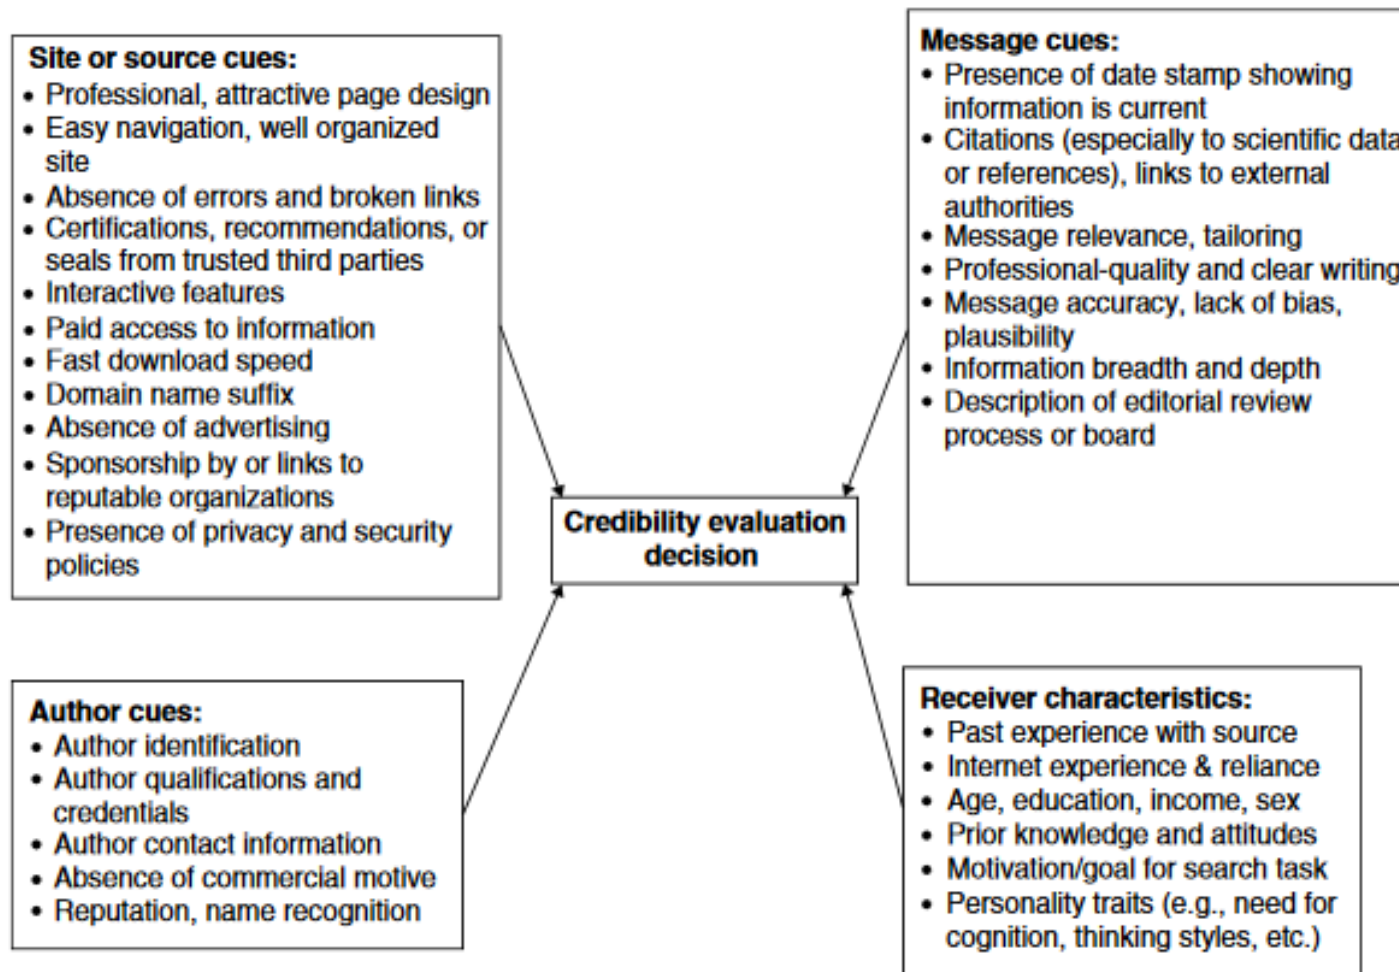 Site or source cues:
• Professional, attractive page design
• Easy navigation, well organized
site
• Absence of errors and broken links
• Certifications, recommendations, or
seals from trusted third parties
• Interactive features
• Paid access to information
• Fast download speed
• Domain name suffix
• Absence of advertising
• Sponsorship by or links to
reputable organizations
• Presence of privacy and security
policies
Message cues:
• Presence of date stamp showing
information is current
• Citations (especially to scientific data
or references), links to external
authorities
• Message relevance, tailoring
• Professional-quality and clear writing
• Message accuracy, lack of bias,
plausibility
• Information breadth and depth
• Description of editorial review
process or board
Credibility evaluation
decision
Author cues:
• Author identification
• Author qualifications and
credentials
• Author contact information
• Absence of commercial motive
• Reputation, name recognition
Receiver characteristics:
• Past experience with source
• Internet experience & reliance
• Age, education, income, sex
• Prior knowledge and attitudes
• Motivation/goal for search task
• Personality traits (e.g., need for
cognition, thinking styles, etc.)